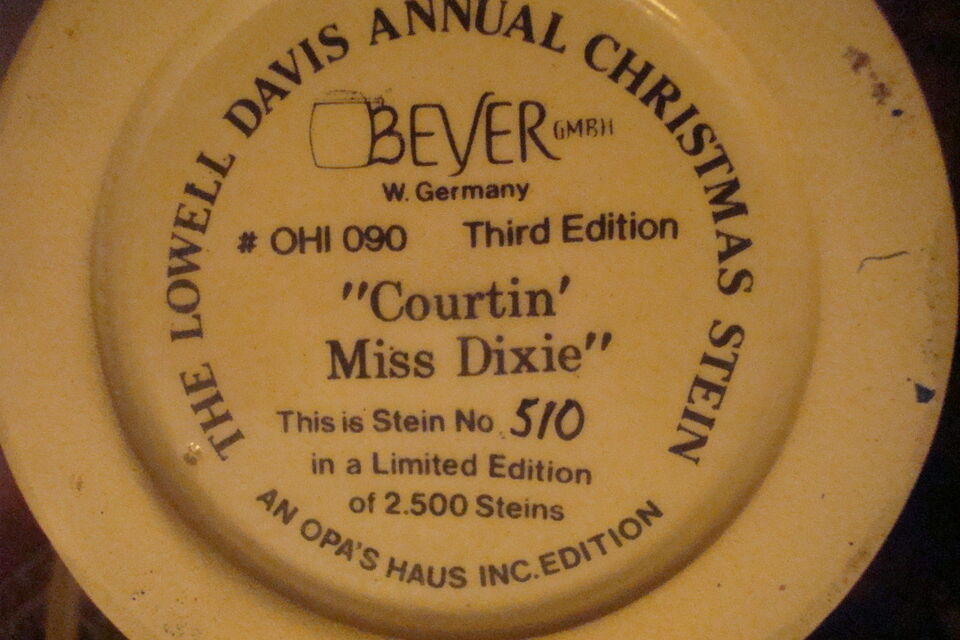 THE LOWELL DAVIS ANNUAL CHRISTMAS STEIN
BEYER GMBH
W. Germany
# OHI 090 Third Edition
"Courtin'
Miss Dixie"
This is Stein No. 510
in a Limited Edition
of 2.500 Steins
AN OPA'S HAUS INC. EDITION